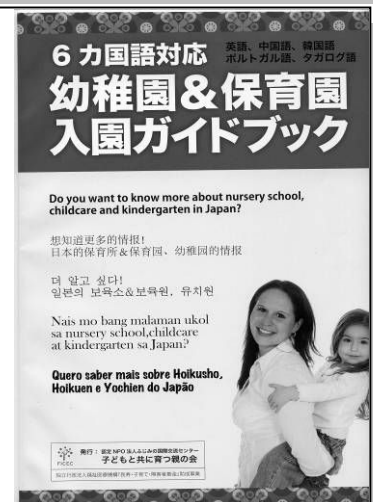 6カ国語対応
英語、中国語、韓国語
ポルトガル語、タガログ語
幼稚園&保育園
入園ガイドブック
Do you want to know more about nursery school,
childcare and kindergarten in Japan?
想知道更多的情报!
日本的保育所&保育园、幼稚园的情报
더 알고 싶다!
일본의 보육소&보육원, 유치원
Nais mo bang malaman ukol
sa nursery school,childcare
at kindergarten sa Japan?
Quero saber mais sobre Hoikusho,
Hoikuen e Yochien do Japão
FICEC
発行：認定NPO法人ふじみの国際交流センター
子どもと共に育つ親の会